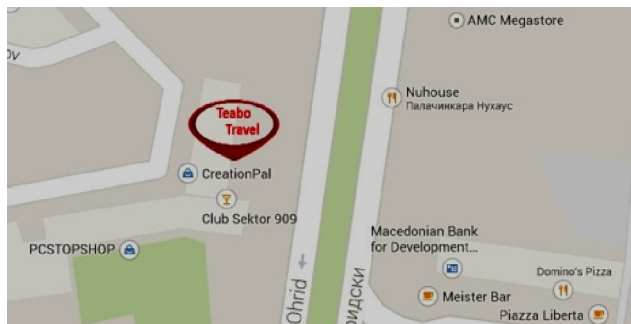 AMC Megastore
ov
Nuhouse
Палачинкара Нухаус
Teabo
Travel
CreationPal
Club Sektor 909
Macedonian Bank
for Development...
PCSTOPSHOP
Domino's Pizza
Meister Bar
Piazza Liberta
Ohrid
ридски